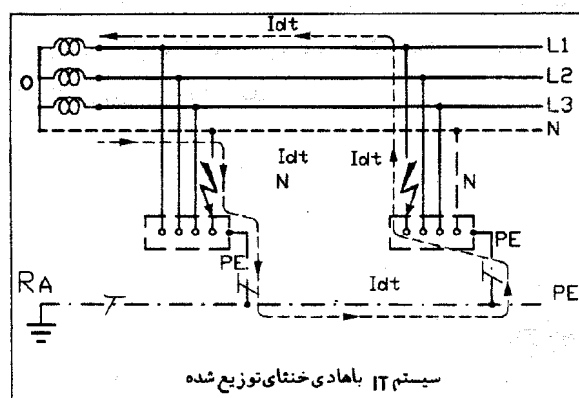 Idt
L1
L2
O
L3
N
Idt Idt
N N
PE PE
Idt
RA PE
سیستم IT باهادی خنثای توزیع شده